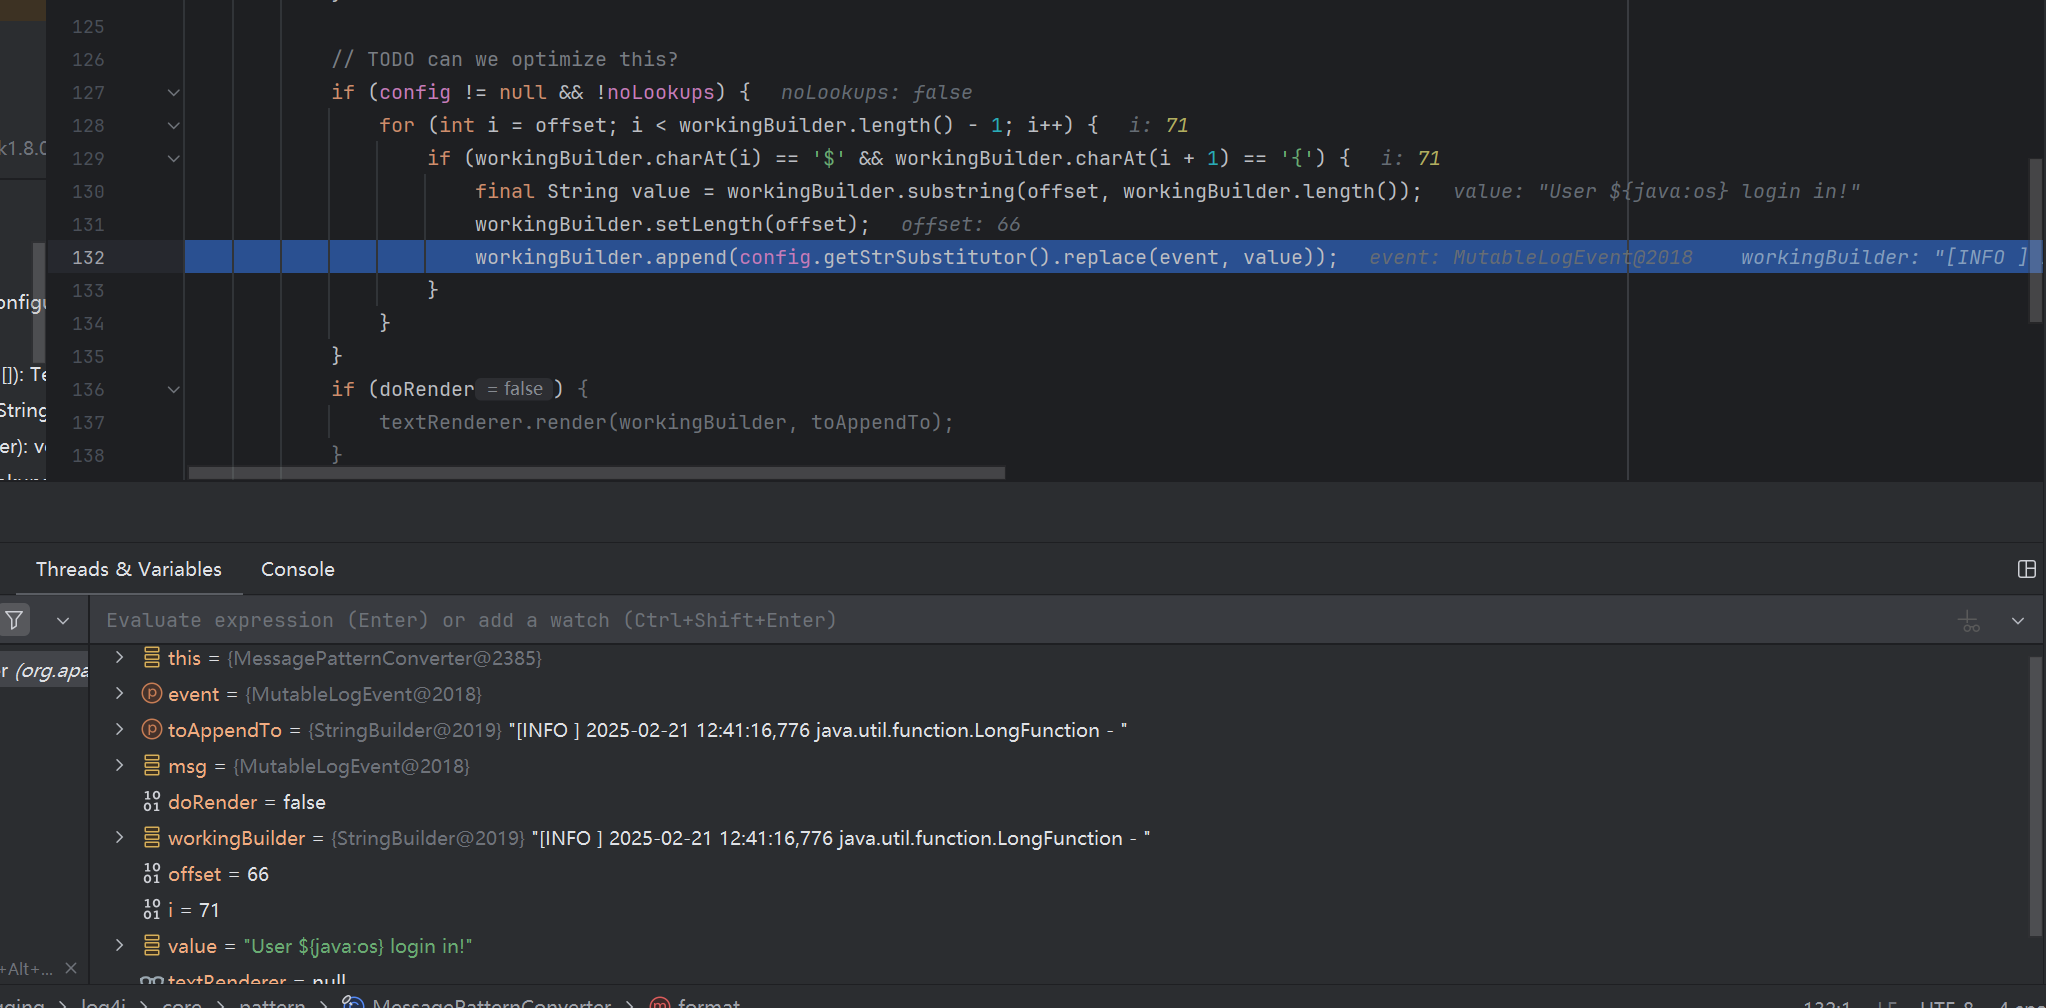 125
126 // TODO can we optimize this?
127 if (config != null && !noLookups) { noLookups: false
128 for (int i = offset; i < workingBuilder.length() - 1; i++) { i: 71
129 if (workingBuilder.charAt(i) == '$' && workingBuilder.charAt(i + 1) == '{') { i: 71
130 final String value = workingBuilder.substring(offset, workingBuilder.length()); value: "User ${java:os} login in!"
131 workingBuilder.setLength(offset); offset: 66
132 workingBuilder.append(config.getStrSubstitutor().replace(event, value)); event: MutableLogEvent@2018 workingBuilder: "[INFO ]
133 }
134 }
135 }
136 if (doRender = false ) {
137 textRenderer.render(workingBuilder, toAppendTo);
138 }
k1.8.0
onfigu
[]): Te
String
er): v
Threads & Variables Console
Evaluate expression (Enter) or add a watch (Ctrl+Shift+Enter)
r (org.apa
this = {MessagePatternConverter@2385}
event = {MutableLogEvent@2018}
toAppendTo = {StringBuilder@2019} "[INFO ] 2025-02-21 12:41:16,776 java.util.function.LongFunction - "
msg = {MutableLogEvent@2018}
doRender = false
workingBuilder = {StringBuilder@2019} "[INFO ] 2025-02-21 12:41:16,776 java.util.function.LongFunction - "
offset = 66
i = 71
value = "User ${java:os} login in!"
+Alt+...
textRenderer = null
log4j > core > pattern > MessagePatternConverter > format
132:1 LF UTF-8